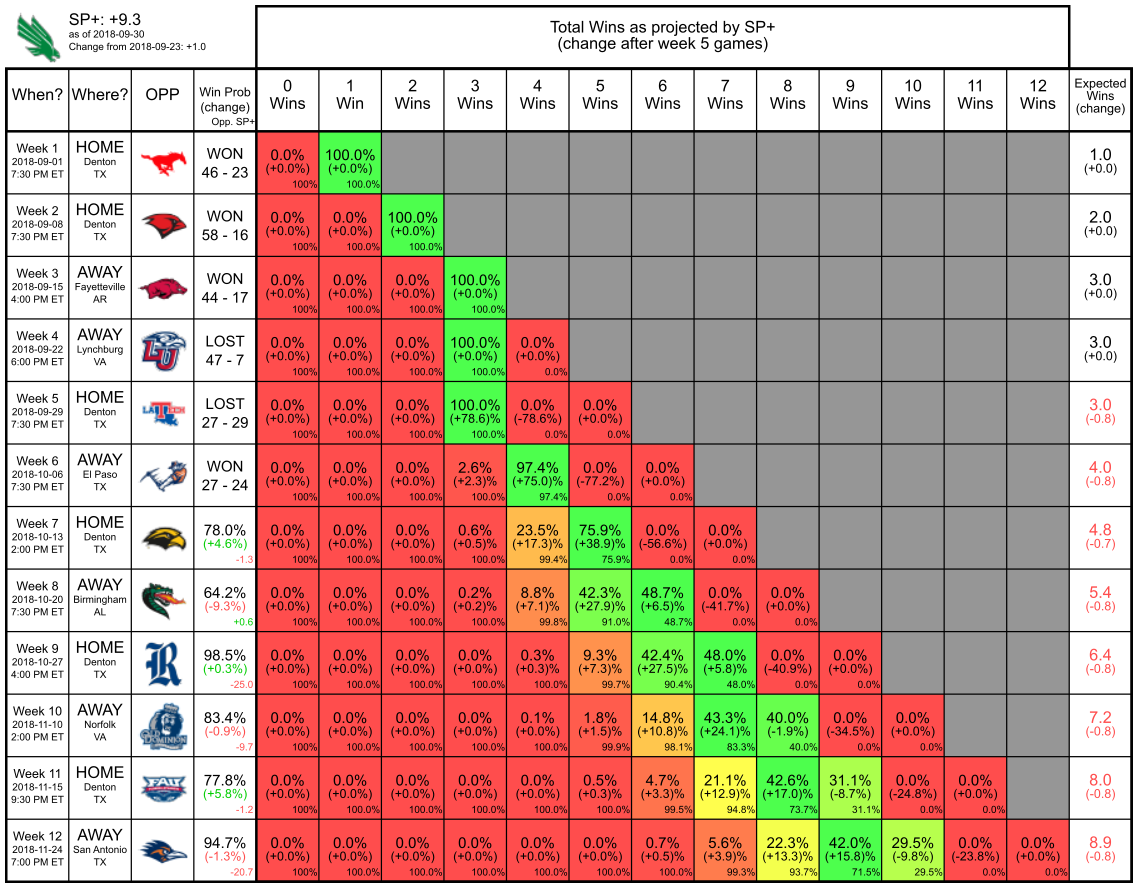 SP+: +9.3
as of 2018-09-30
Change from 2018-09-23: +1.0
Total Wins as projected by SP+
(change after week 5 games)
When? Where? OPP Win Prob 0 1 2 3 4 5 6 7 8 9 10 11 12 Expected
(change) Wins Win Wins Wins Wins Wins Wins Wins Wins Wins Wins Wins Wins Wins
Opp. SP+ (change)
Week 1 HOME WON 0.0% 100.0% 1.0
2018-09-01 Denton 46 - 23 (+0.0%) (+0.0%) (+0.0)
7:30 PM ET TX 100% 100.0%
Week 2 HOME WON 0.0% 0.0% 100.0% 2.0
2018-09-08 Denton 58 - 16 (+0.0%) (+0.0%) (+0.0%) (+0.0)
7:30 PM ET TX 100% 100.0% 100.0%
Week 3 AWAY WON 0.0% 0.0% 0.0% 100.0% 3.0
2018-09-15 Fayetteville 44 - 17 (+0.0%) (+0.0%) (+0.0%) (+0.0%) (+0.0)
4:00 PM ET AR 100% 100.0% 100.0% 100.0%
Week 4 AWAY LU LOST 0.0% 0.0% 0.0% 100.0% 0.0% 3.0
2018-09-22 Lynchburg 47 - 7 (+0.0%) (+0.0%) (+0.0%) (+0.0%) (+0.0%) (+0.0)
6:00 PM ET VA 100% 100.0% 100.0% 100.0% 0.0%
Week 5 HOME LA TECH LOST 0.0% 0.0% 0.0% 100.0% 0.0% 0.0% 3.0
2018-09-29 Denton 27 - 29 (+0.0%) (+0.0%) (+0.0%) (+78.6)% (-78.6%) (+0.0%) (-0.8)
7:30 PM ET TX 100% 100.0% 100.0% 100.0% 0.0% 0.0%
Week 6 AWAY WON 0.0% 0.0% 0.0% 2.6% 97.4% 0.0% 0.0% 4.0
2018-10-06 El Paso 27 - 24 (+0.0%) (+0.0%) (+0.0%) (+2.3)% (+75.0)% (-77.2%) (+0.0%) (-0.8)
7:30 PM ET TX 100% 100.0% 100.0% 100.0% 97.4% 0.0% 0.0%
Week 7 HOME 78.0% 0.0% 0.0% 0.0% 0.6% 23.5% 75.9% 0.0% 0.0% 4.8
2018-10-13 Denton (+4.6%) (+0.0%) (+0.0%) (+0.0%) (+0.5)% (+17.3)% (+38.9)% (-56.6%) (+0.0%) (-0.7)
2:00 PM ET TX -1.3 100% 100.0% 100.0% 100.0% 99.4% 75.9% 0.0% 0.0%
Week 8 AWAY 64.2% 0.0% 0.0% 0.0% 0.2% 8.8% 42.3% 48.7% 0.0% 0.0% 5.4
2018-10-20 Birmingham (-9.3%) (+0.0%) (+0.0%) (+0.0%) (+0.2)% (+7.1)% (+27.9)% (+6.5)% (-41.7%) (+0.0%) (-0.8)
7:30 PM ET AL +0.6 100% 100.0% 100.0% 100.0% 99.8% 91.0% 48.7% 0.0% 0.0%
Week 9 HOME R 98.5% 0.0% 0.0% 0.0% 0.0% 0.3% 9.3% 42.4% 48.0% 0.0% 0.0% 6.4
2018-10-27 Denton (+0.3%) (+0.0%) (+0.0%) (+0.0%) (+0.0%) (+0.3)% (+7.3)% (+27.5)% (+5.8)% (-40.9%) (+0.0%) (-0.8)
4:00 PM ET TX -25.0 100% 100.0% 100.0% 100.0% 100.0% 99.7% 90.4% 48.0% 0.0% 0.0%
Week 10 AWAY OLD DOMINION 83.4% 0.0% 0.0% 0.0% 0.0% 0.1% 1.8% 14.8% 43.3% 40.0% 0.0% 0.0% 7.2
2018-11-10 Norfolk (-0.9%) (+0.0%) (+0.0%) (+0.0%) (+0.0%) (+0.0%) (+1.5)% (+10.8)% (+24.1)% (-1.9%) (-34.5%) (+0.0%) (-0.8)
2:00 PM ET VA -9.7 100% 100.0% 100.0% 100.0% 100.0% 99.9% 98.1% 83.3% 40.0% 0.0% 0.0%
Week 11 HOME FAU 77.8% 0.0% 0.0% 0.0% 0.0% 0.0% 0.5% 4.7% 21.1% 42.6% 31.1% 0.0% 0.0% 8.0
2018-11-15 Denton (+5.8%) (+0.0%) (+0.0%) (+0.0%) (+0.0%) (+0.0%) (+0.3)% (+3.3)% (+12.9)% (+17.0)% (-8.7%) (-24.8%) (+0.0%) (-0.8)
9:30 PM ET TX -1.2 100% 100.0% 100.0% 100.0% 100.0% 100.0% 99.5% 94.8% 73.7% 31.1% 0.0% 0.0%
Week 12 AWAY 94.7% 0.0% 0.0% 0.0% 0.0% 0.0% 0.0% 0.7% 5.6% 22.3% 42.0% 29.5% 0.0% 0.0% 8.9
2018-11-24 San Antonio (-1.3%) (+0.0%) (+0.0%) (+0.0%) (+0.0%) (+0.0%) (+0.0%) (+0.5)% (+3.9)% (+13.3)% (+15.8)% (-9.8%) (-23.8%) (+0.0%) (-0.8)
7:00 PM ET TX -20.7 100% 100.0% 100.0% 100.0% 100.0% 100.0% 100.0% 99.3% 93.7% 71.5% 29.5% 0.0% 0.0%